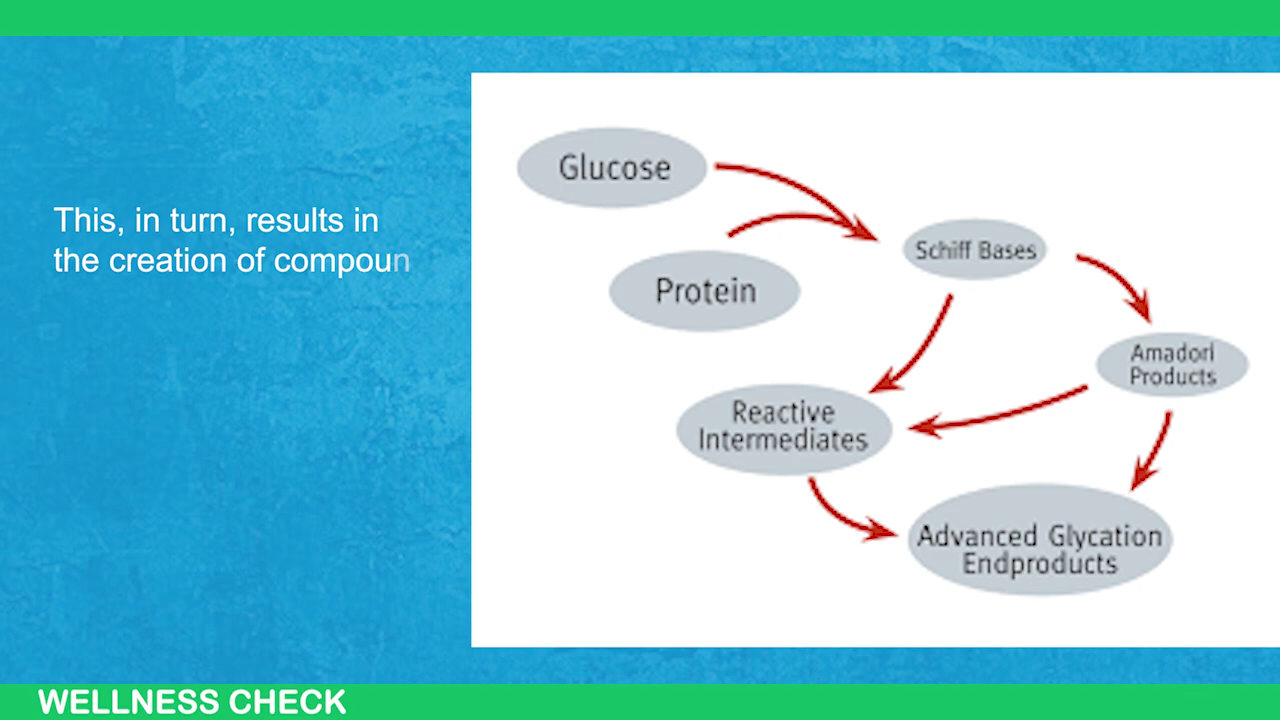 This, in turn, results in
the creation of compoun
Glucose
Protein
Schiff Bases
Amadori
Products
Reactive
Intermediates
Advanced Glycation
Endproducts
WELLNESS CHECK